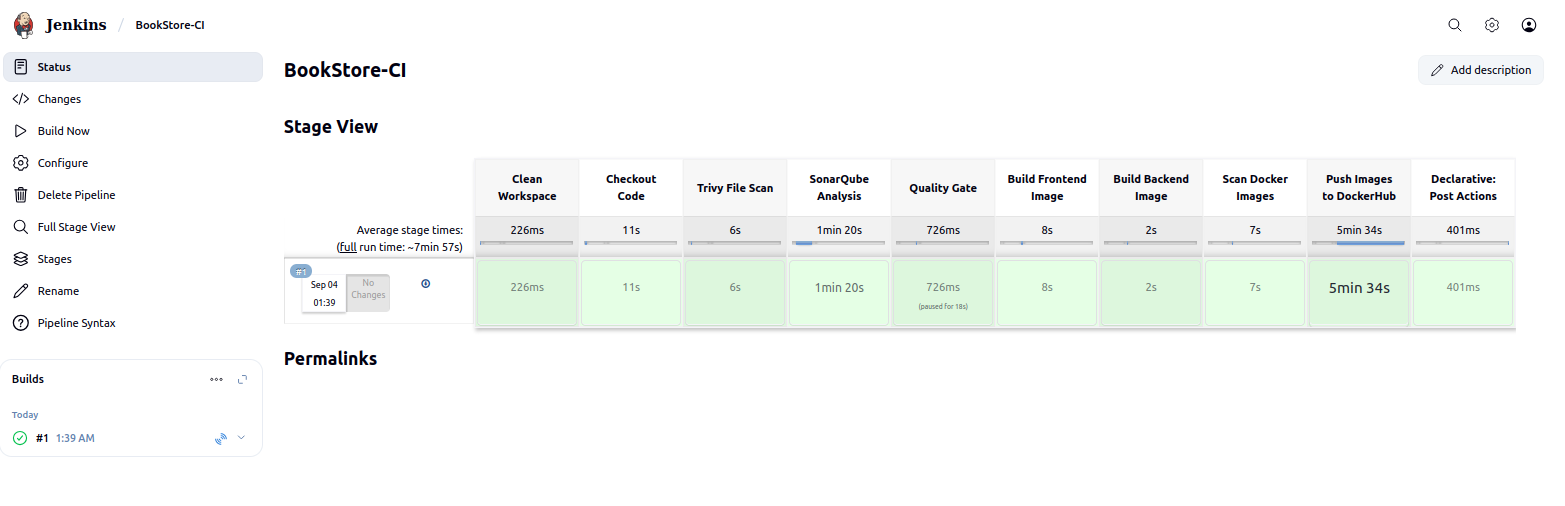 Jenkins / BookStore-CI
Status
Changes
Build Now
Configure
Delete Pipeline
Full Stage View
Stages
Rename
Pipeline Syntax
Builds
Today
#1 1:39 AM
BookStore-CI
Add description
Stage View
Clean
Workspace
Checkout
Code
Trivy File Scan
SonarQube
Analysis
Quality Gate
Build Frontend
Image
Build Backend
Image
Scan Docker
Images
Push Images
to DockerHub
Declarative:
Post Actions
Average stage times:
(full run time: ~7min 57s)
226ms
11s
6s
1min 20s
726ms
8s
2s
7s
5min 34s
401ms
#1
Sep 04
01:39
No
Changes
226ms
11s
6s
1min 20s
726ms
(paused for 18s)
8s
2s
7s
5min 34s
401ms
Permalinks